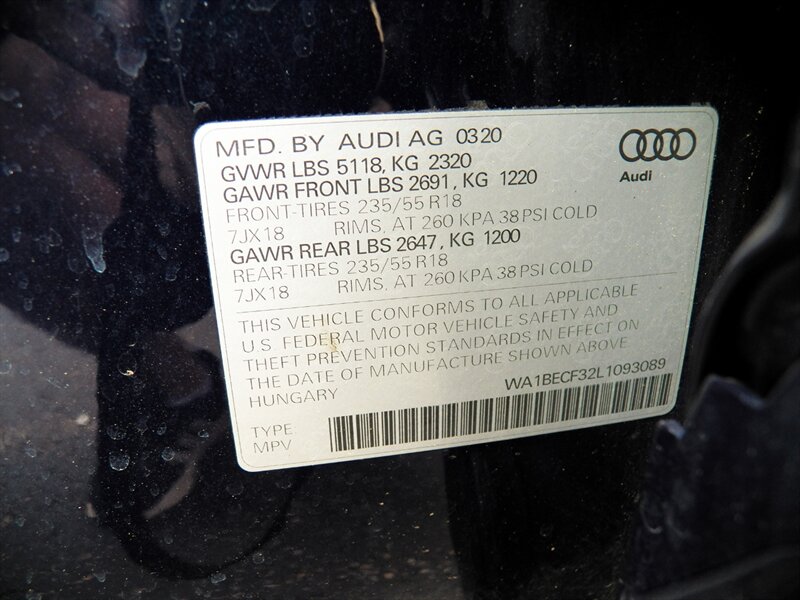 MFD. BY AUDI AG 0320
GVWR LBS 5118, KG 2320
GAWR FRONT LBS 2691, KG 1220
FRONT-TIRES 235/55 R18
7JX18 RIMS, AT 260 KPA 38 PSI COLD
GAWR REAR LBS 2647, KG 1200
REAR-TIRES 235/55 R18
7JX18 RIMS, AT 260 KPA 38 PSI COLD
Audi
THIS VEHICLE CONFORMS TO ALL APPLICABLE
U.S. FEDERAL MOTOR VEHICLE SAFETY AND
THEFT PREVENTION STANDARDS IN EFFECT ON
THE DATE OF MANUFACTURE SHOWN ABOVE
HUNGARY
WA1BECF32L1093089
TYPE
MPV